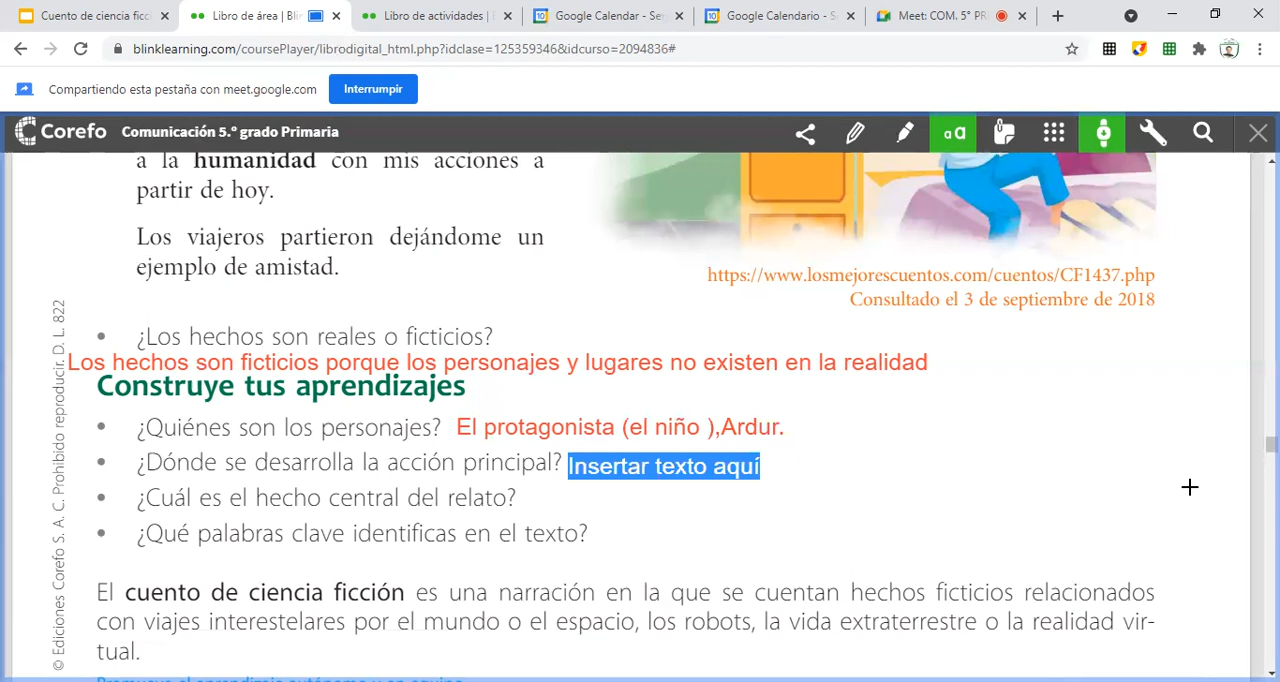 Cuento de ciencia ficci
Libro de área | Blin
Libro de actividades | B
Google Calendar - Se
Google Calendario - S
Meet: COM. 5° PR
blinklearning.com/coursePlayer/librodigital_html.php?idclase=125359346&idcurso=2094836#
Compartiendo esta pestaña con meet.google.com
Interrumpir
Corefo Comunicación 5.º grado Primaria
aa
a la humanidad con mis acciones a
partir de hoy.
Los viajeros partieron dejándome un
ejemplo de amistad.
https://www.losmejorescuentos.com/cuentos/CF1437.php
Consultado el 3 de septiembre de 2018
© Ediciones Corefo S. A. C. Prohibido reproducir. D. L. 822
• ¿Los hechos son reales o ficticios?
Los hechos son ficticios porque los personajes y lugares no existen en la realidad
Construye tus aprendizajes
• ¿Quiénes son los personajes? El protagonista (el niño ),Ardur.
• ¿Dónde se desarrolla la acción principal? Insertar texto aquí
• ¿Cuál es el hecho central del relato?
• ¿Qué palabras clave identificas en el texto?
El cuento de ciencia ficción es una narración en la que se cuentan hechos ficticios relacionados
con viajes interestelares por el mundo o el espacio, los robots, la vida extraterrestre o la realidad vir-
tual.